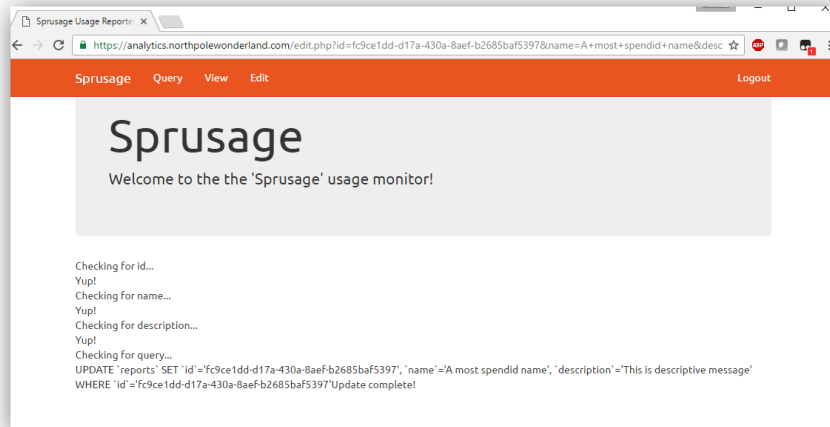 Sprusage Usage Reporte
https://analytics.northpolewonderland.com/edit.php?id=fc9ce1dd-d17a-430a-8aef-b2685baf5397&name=A+most+spendid+name&desc
ABP
1
Sprusage Query View Edit Logout
Sprusage
Welcome to the the 'Sprusage' usage monitor!
Checking for id...
Yup!
Checking for name...
Yup!
Checking for description...
Yup!
Checking for query...
UPDATE `reports` SET `id`='fc9ce1dd-d17a-430a-8aef-b2685baf5397', `name`='A most spendid name', `description`='This is descriptive message'
WHERE `id`='fc9ce1dd-d17a-430a-8aef-b2685baf5397'Update complete!